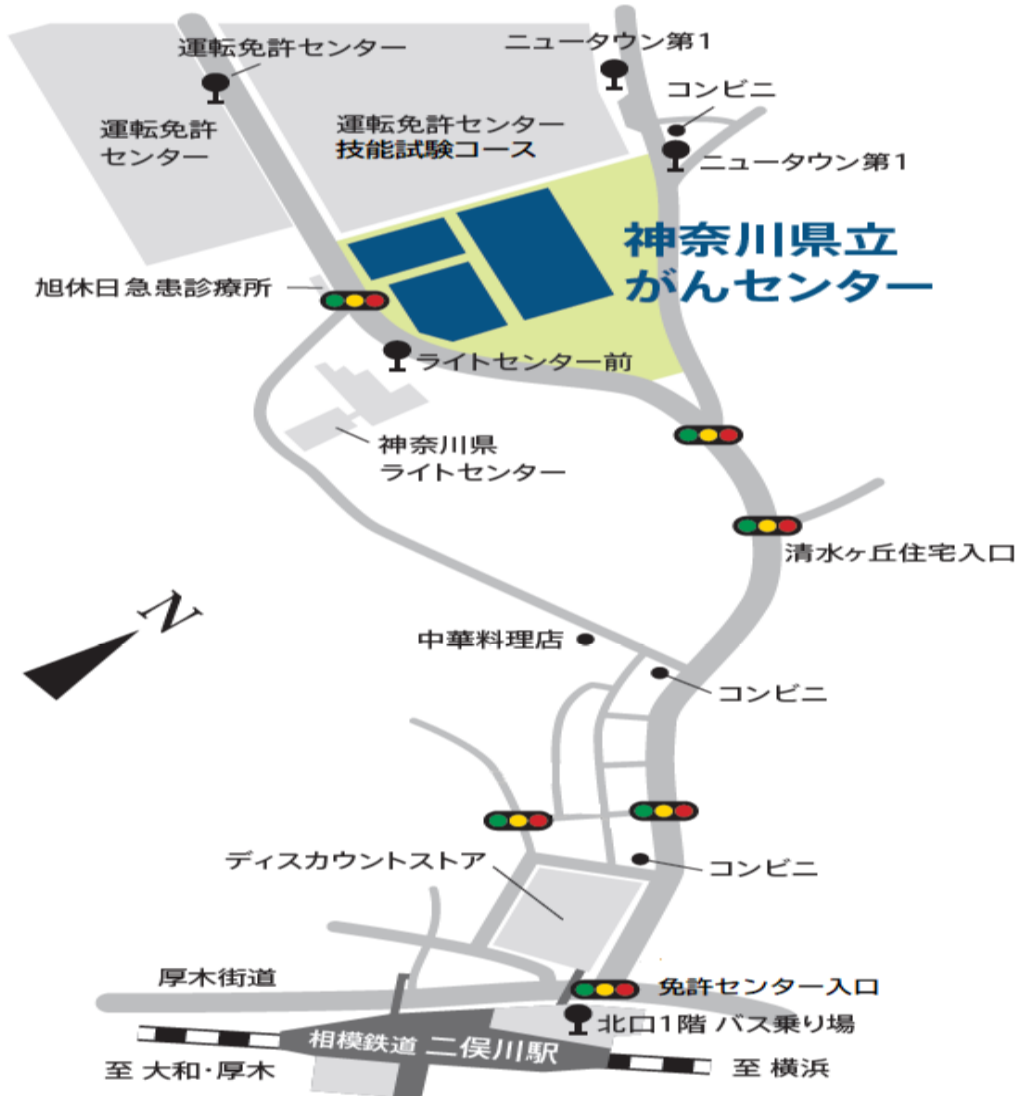 運転免許センター
ニュータウン第1
コンビニ
運転免許
センター
運転免許センター
技能試験コース
ニュータウン第1
神奈川県立
がんセンター
旭休日急患診療所
ライトセンター前
神奈川県
ライトセンター
清水ヶ丘住宅入口
N
中華料理店
コンビニ
ディスカウントストア
コンビニ
厚木街道
免許センター入口
北口1階 バス乗り場
相模鉄道 二俣川駅
至 大和・厚木
至 横浜